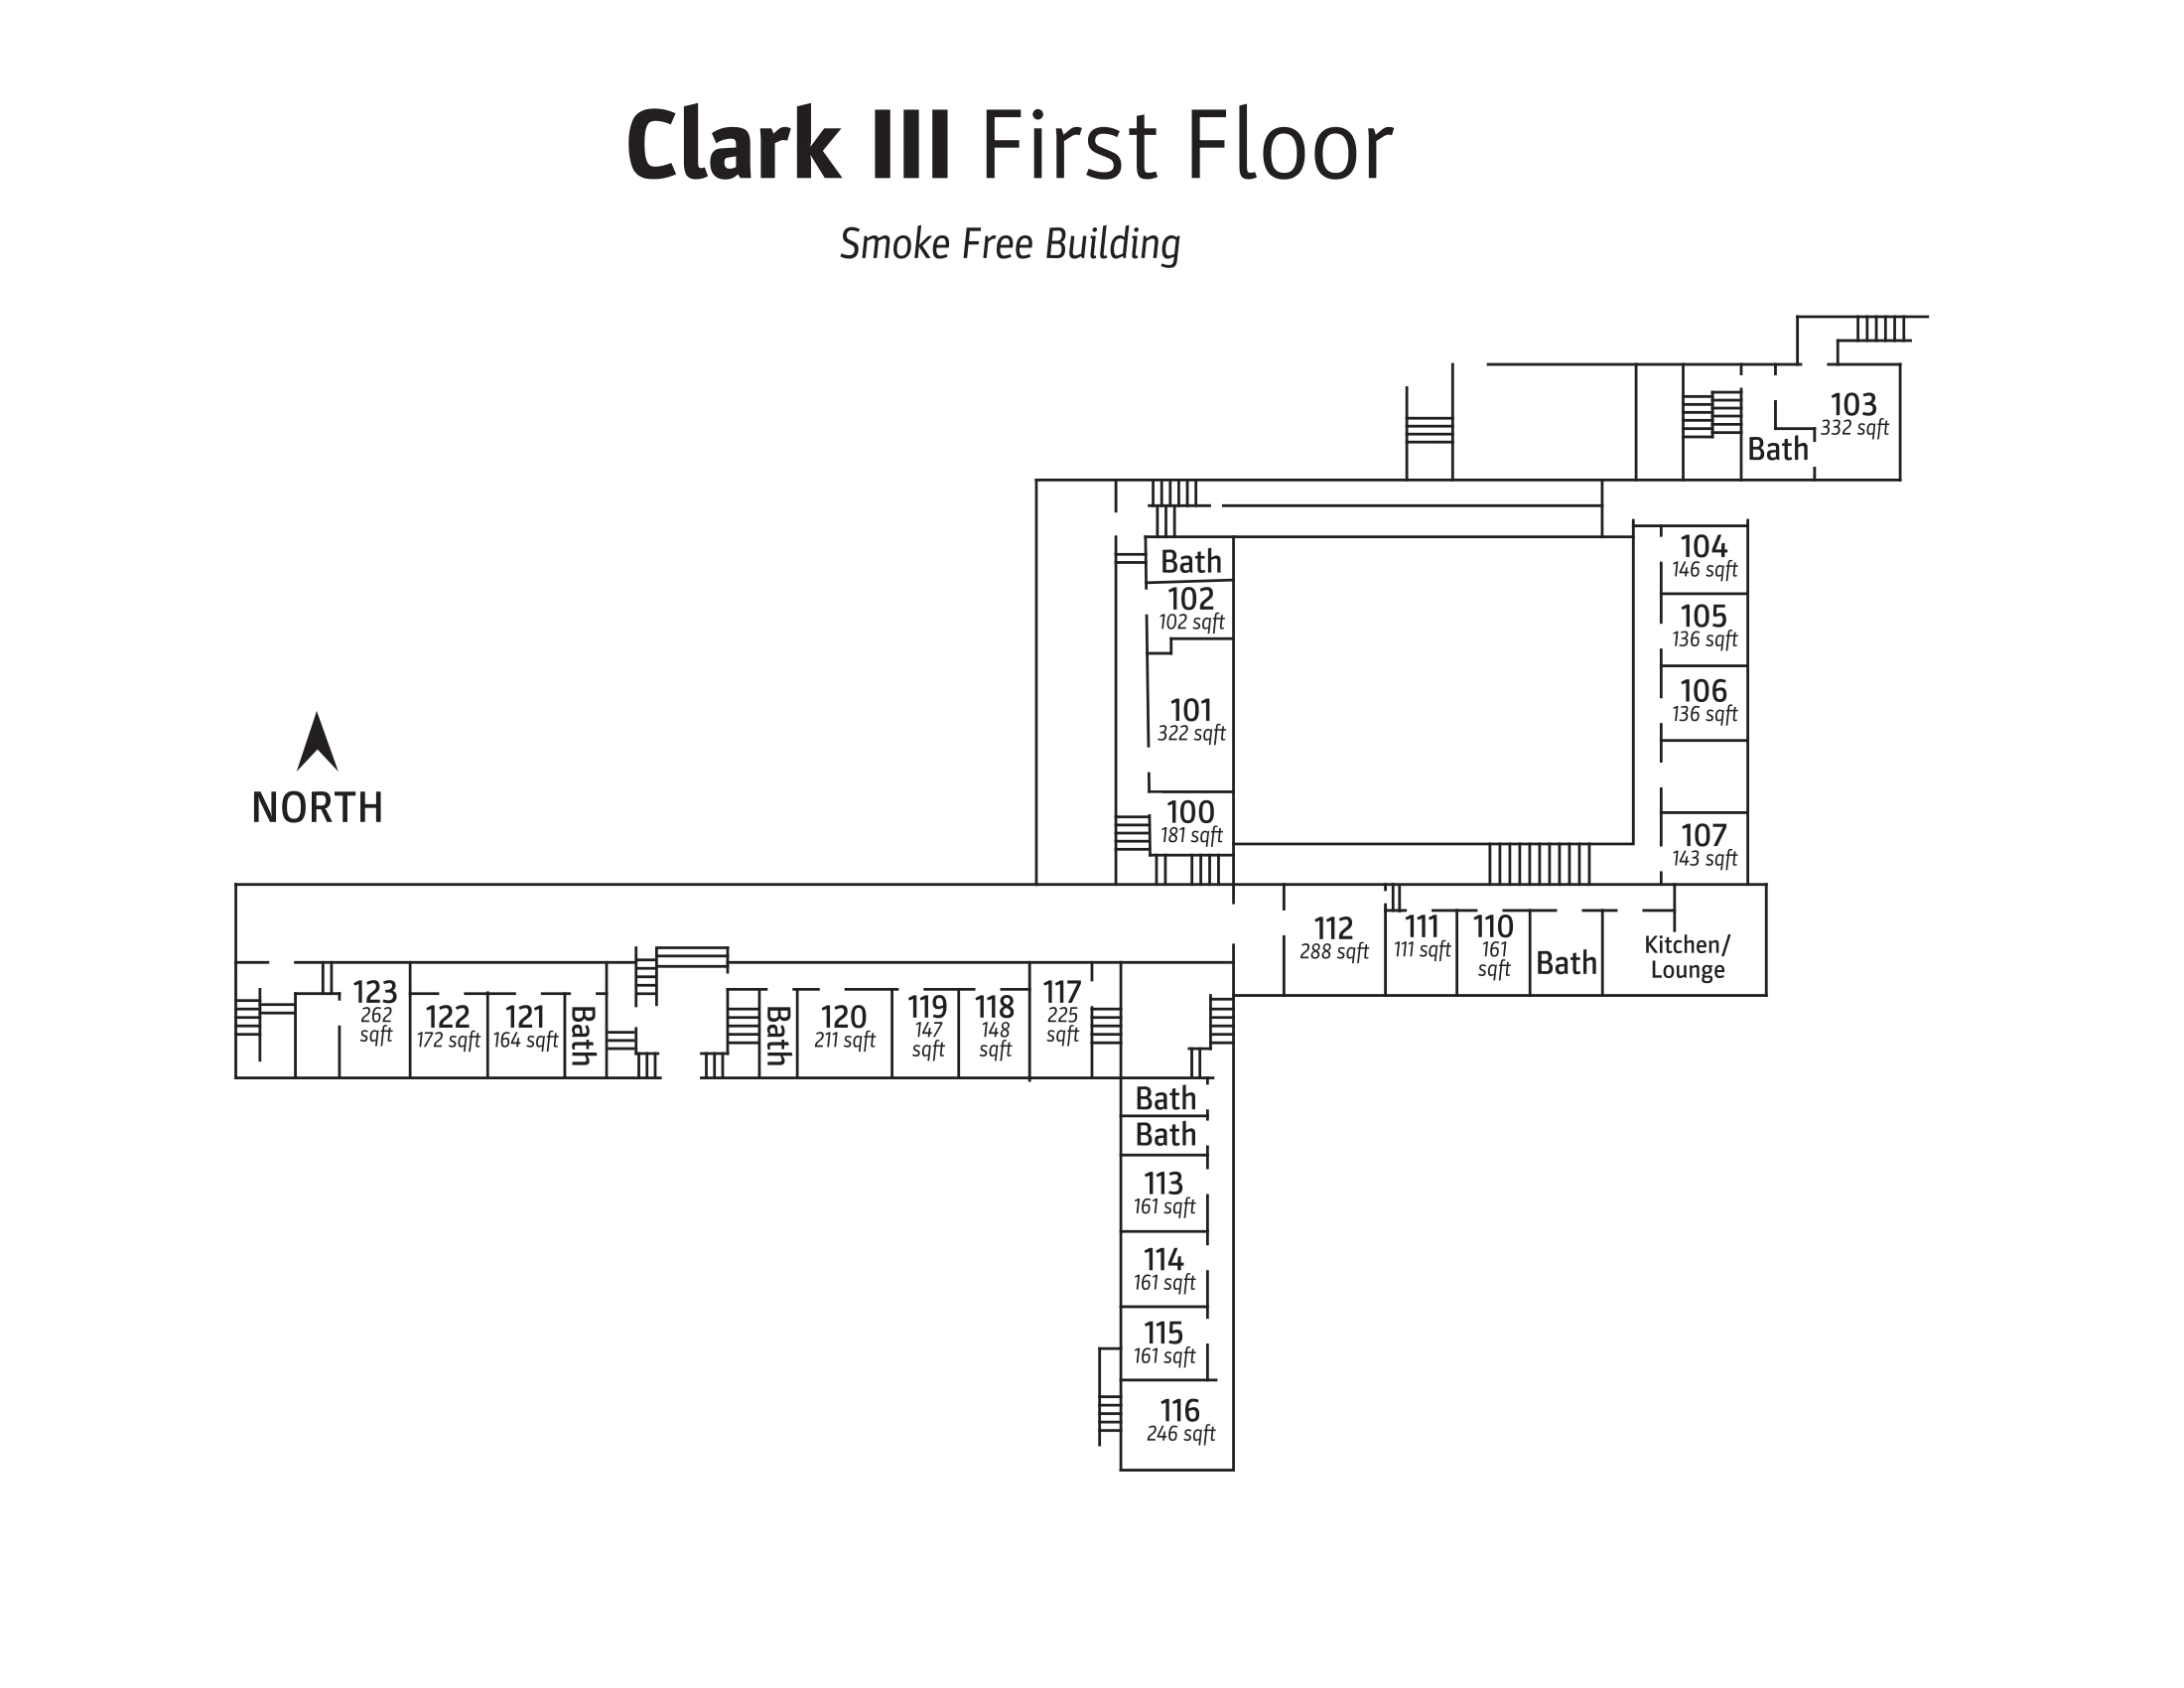 Clark III First Floor
Smoke Free Building
103
332 sqft
Bath
Bath
102
102 sqft
101
322 sqft
100
181 sqft
104
146 sqft
105
136 sqft
106
136 sqft
107
143 sqft
NORTH
112
288 sqft
111
111 sqft
110
161
sqft
Bath
Kitchen/
Lounge
123
262
sqft
122
172 sqft
121
164 sqft
Bath
Bath
120
211 sqft
119
147
sqft
118
148
sqft
117
225
sqft
Bath
Bath
113
161 sqft
114
161 sqft
115
161 sqft
116
246 sqft